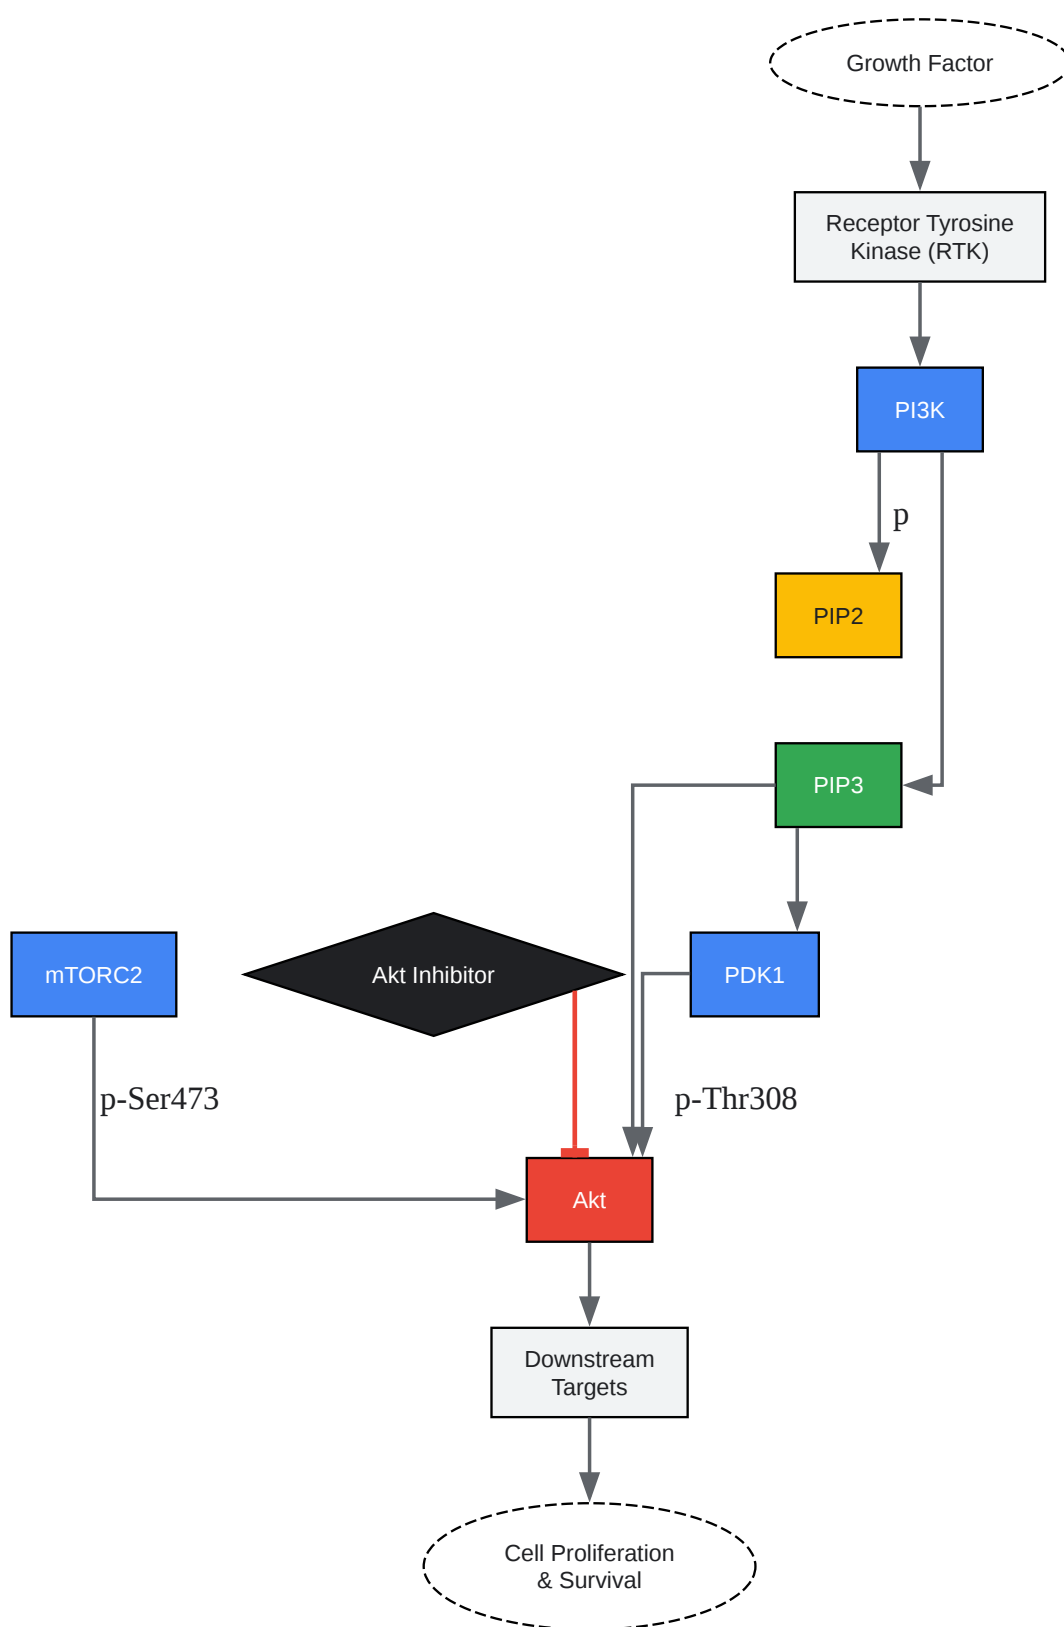 Growth Factor
Receptor Tyrosine
Kinase (RTK)
PI3K
p
PIP2
PIP3
mTORC2
Akt Inhibitor
PDK1
p-Ser473
p-Thr308
Akt
Downstream
Targets
Cell Proliferation
& Survival